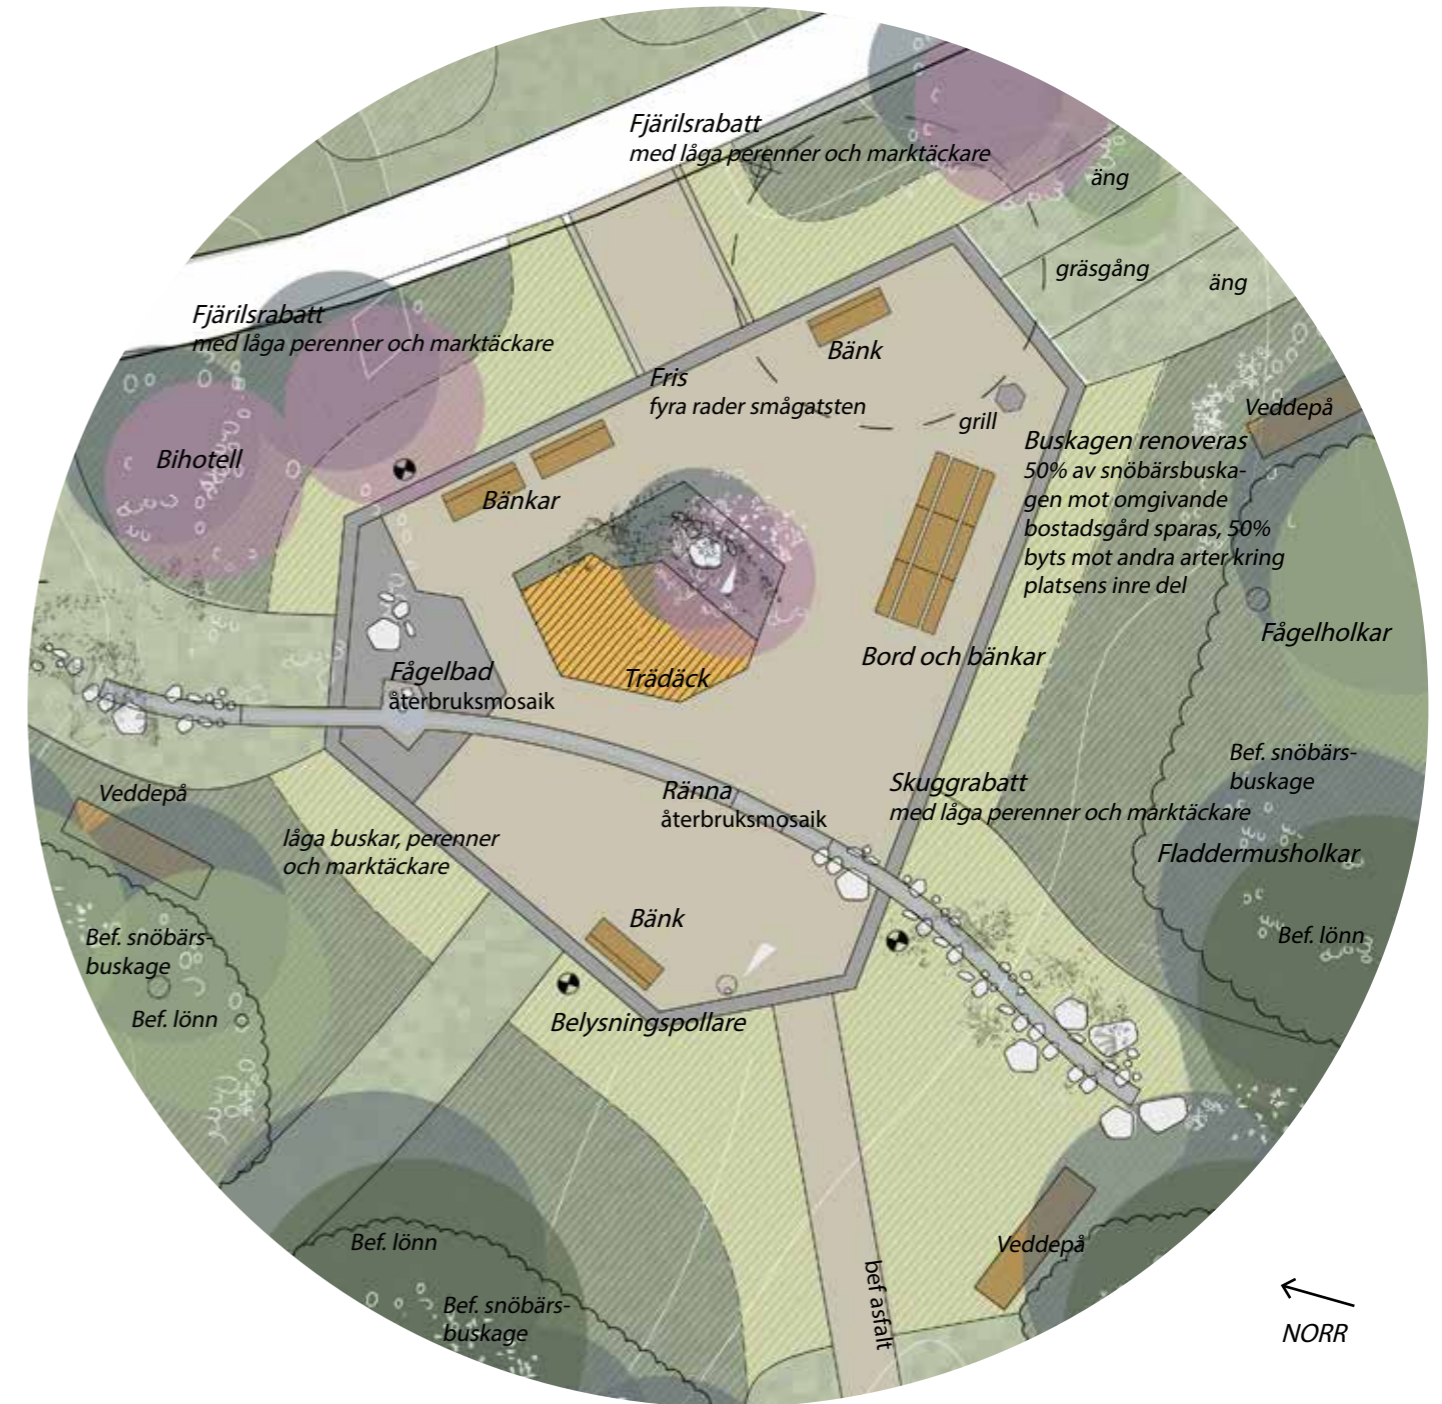 Fjärilsrabatt
med låga perenner och marktäckare
äng
gräsgång
äng
Fjärilsrabatt
med låga perenner och marktäckare
Bänk
Fris
fyra rader smågatsten
grill
Veddepå
Buskagen renoveras
50% av snöbärsbuska-
gen mot omgivande
bostadsgård sparas, 50%
byts mot andra arter kring
platsens inre del
Bihotell
Bänkar
Fågelholkar
Bord och bänkar
Fågelbad
återbruksmosaik
Trädäck
Bef. snöbärs-
buskage
Veddepå
Ränna
återbruksmosaik
Skuggrabatt
med låga perenner och marktäckare
låga buskar, perenner
och marktäckare
Fladdermusholkar
Bänk
Bef. snöbärs-
buskage
Bef. lönn
Bef. lönn
Belysningspollare
Bef. lönn
Veddepå
Bef. snöbärs-
buskage
bef asfalt
NORR